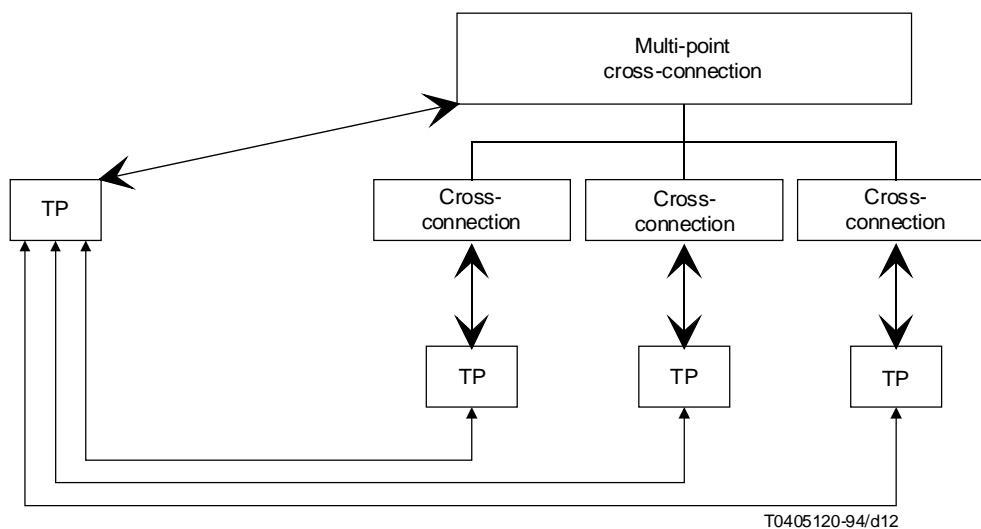 Multi-point
cross-connection
TP
Cross-
connection
Cross-
connection
Cross-
connection
TP
TP
TP
T0405120-94/d12